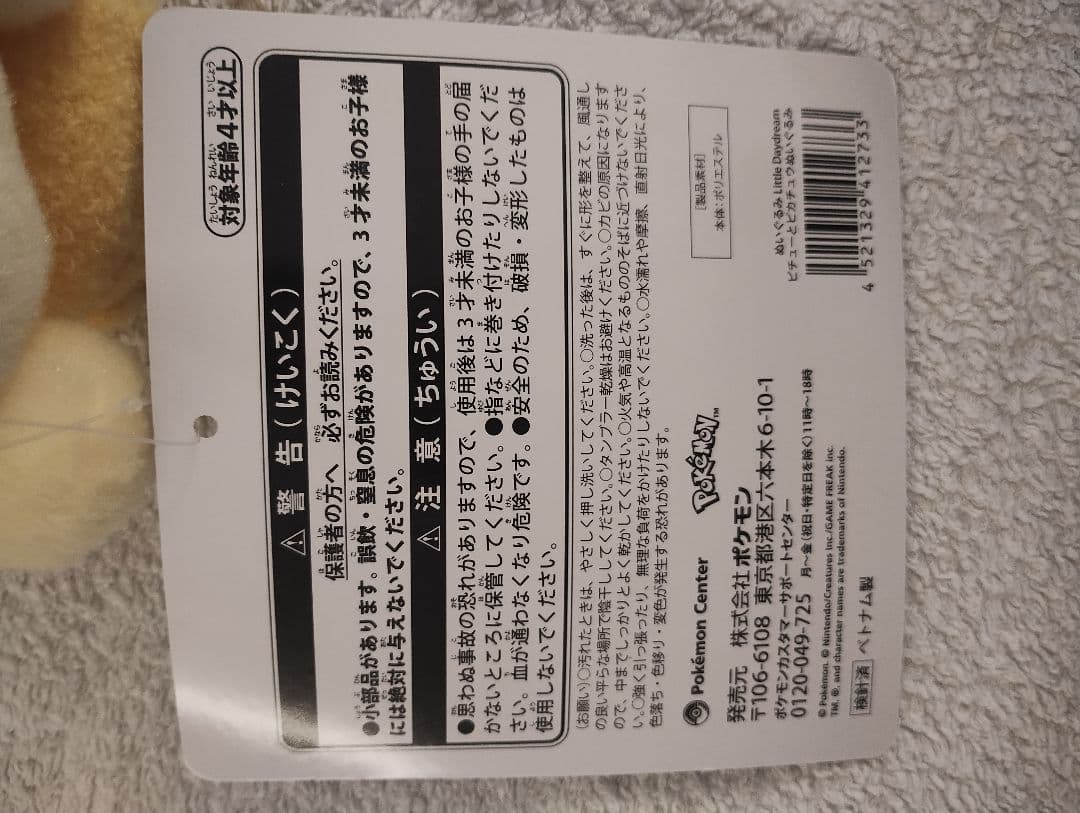 対象年齢4才以上
⚠ 警 告(けいこく)
保護者の方へ 必ずお読みください。
●小部品があります。誤飲・窒息の危険がありますので、3才未満のお子様
には絶対に与えないでください。
⚠ 注 意(ちゅうい)
●思わぬ事故の恐れがありますので、使用後は3才未満のお子様の手の届
かないところに保管してください。●指などに巻き付けたりしないでくだ
さい。血が通わなくなり危険です。●安全のため、破損・変形したものは
使用しないでください。
(お願い)○汚れたときは、やさしく押し洗いしてください。○洗った後は、すぐに形を整えて、風通し
の良い平らな場所で陰干ししてください。○タンブラー乾燥はお避けください。○カビの原因になります
ので、中までしっかりとよく乾かしてください。○火気や高温となるもののそばに近づけないでくださ
い。○強く引っ張ったり、無理な負荷をかけたりしないでください。○水濡れや摩擦、直射日光により、
色落ち・色移り・変色が発生する恐れがあります。
[製品素材]
本体:ポリエステル
Pokémon Center
POKéMON™
発売元 株式会社ポケモン
〒106-6108 東京都港区六本木6-10-1
ポケモンカスタマーサポートセンター
0120-049-725 月~金(祝日・特定日を除く)11時~18時
© Pokémon. © Nintendo/Creatures Inc./GAME FREAK inc.
TM, ®, and character names are trademarks of Nintendo.
検針済 ベトナム製
ぬいぐるみ Little Daydream
ピチューとピカチュウぬいぐるみ
4 521329 412733